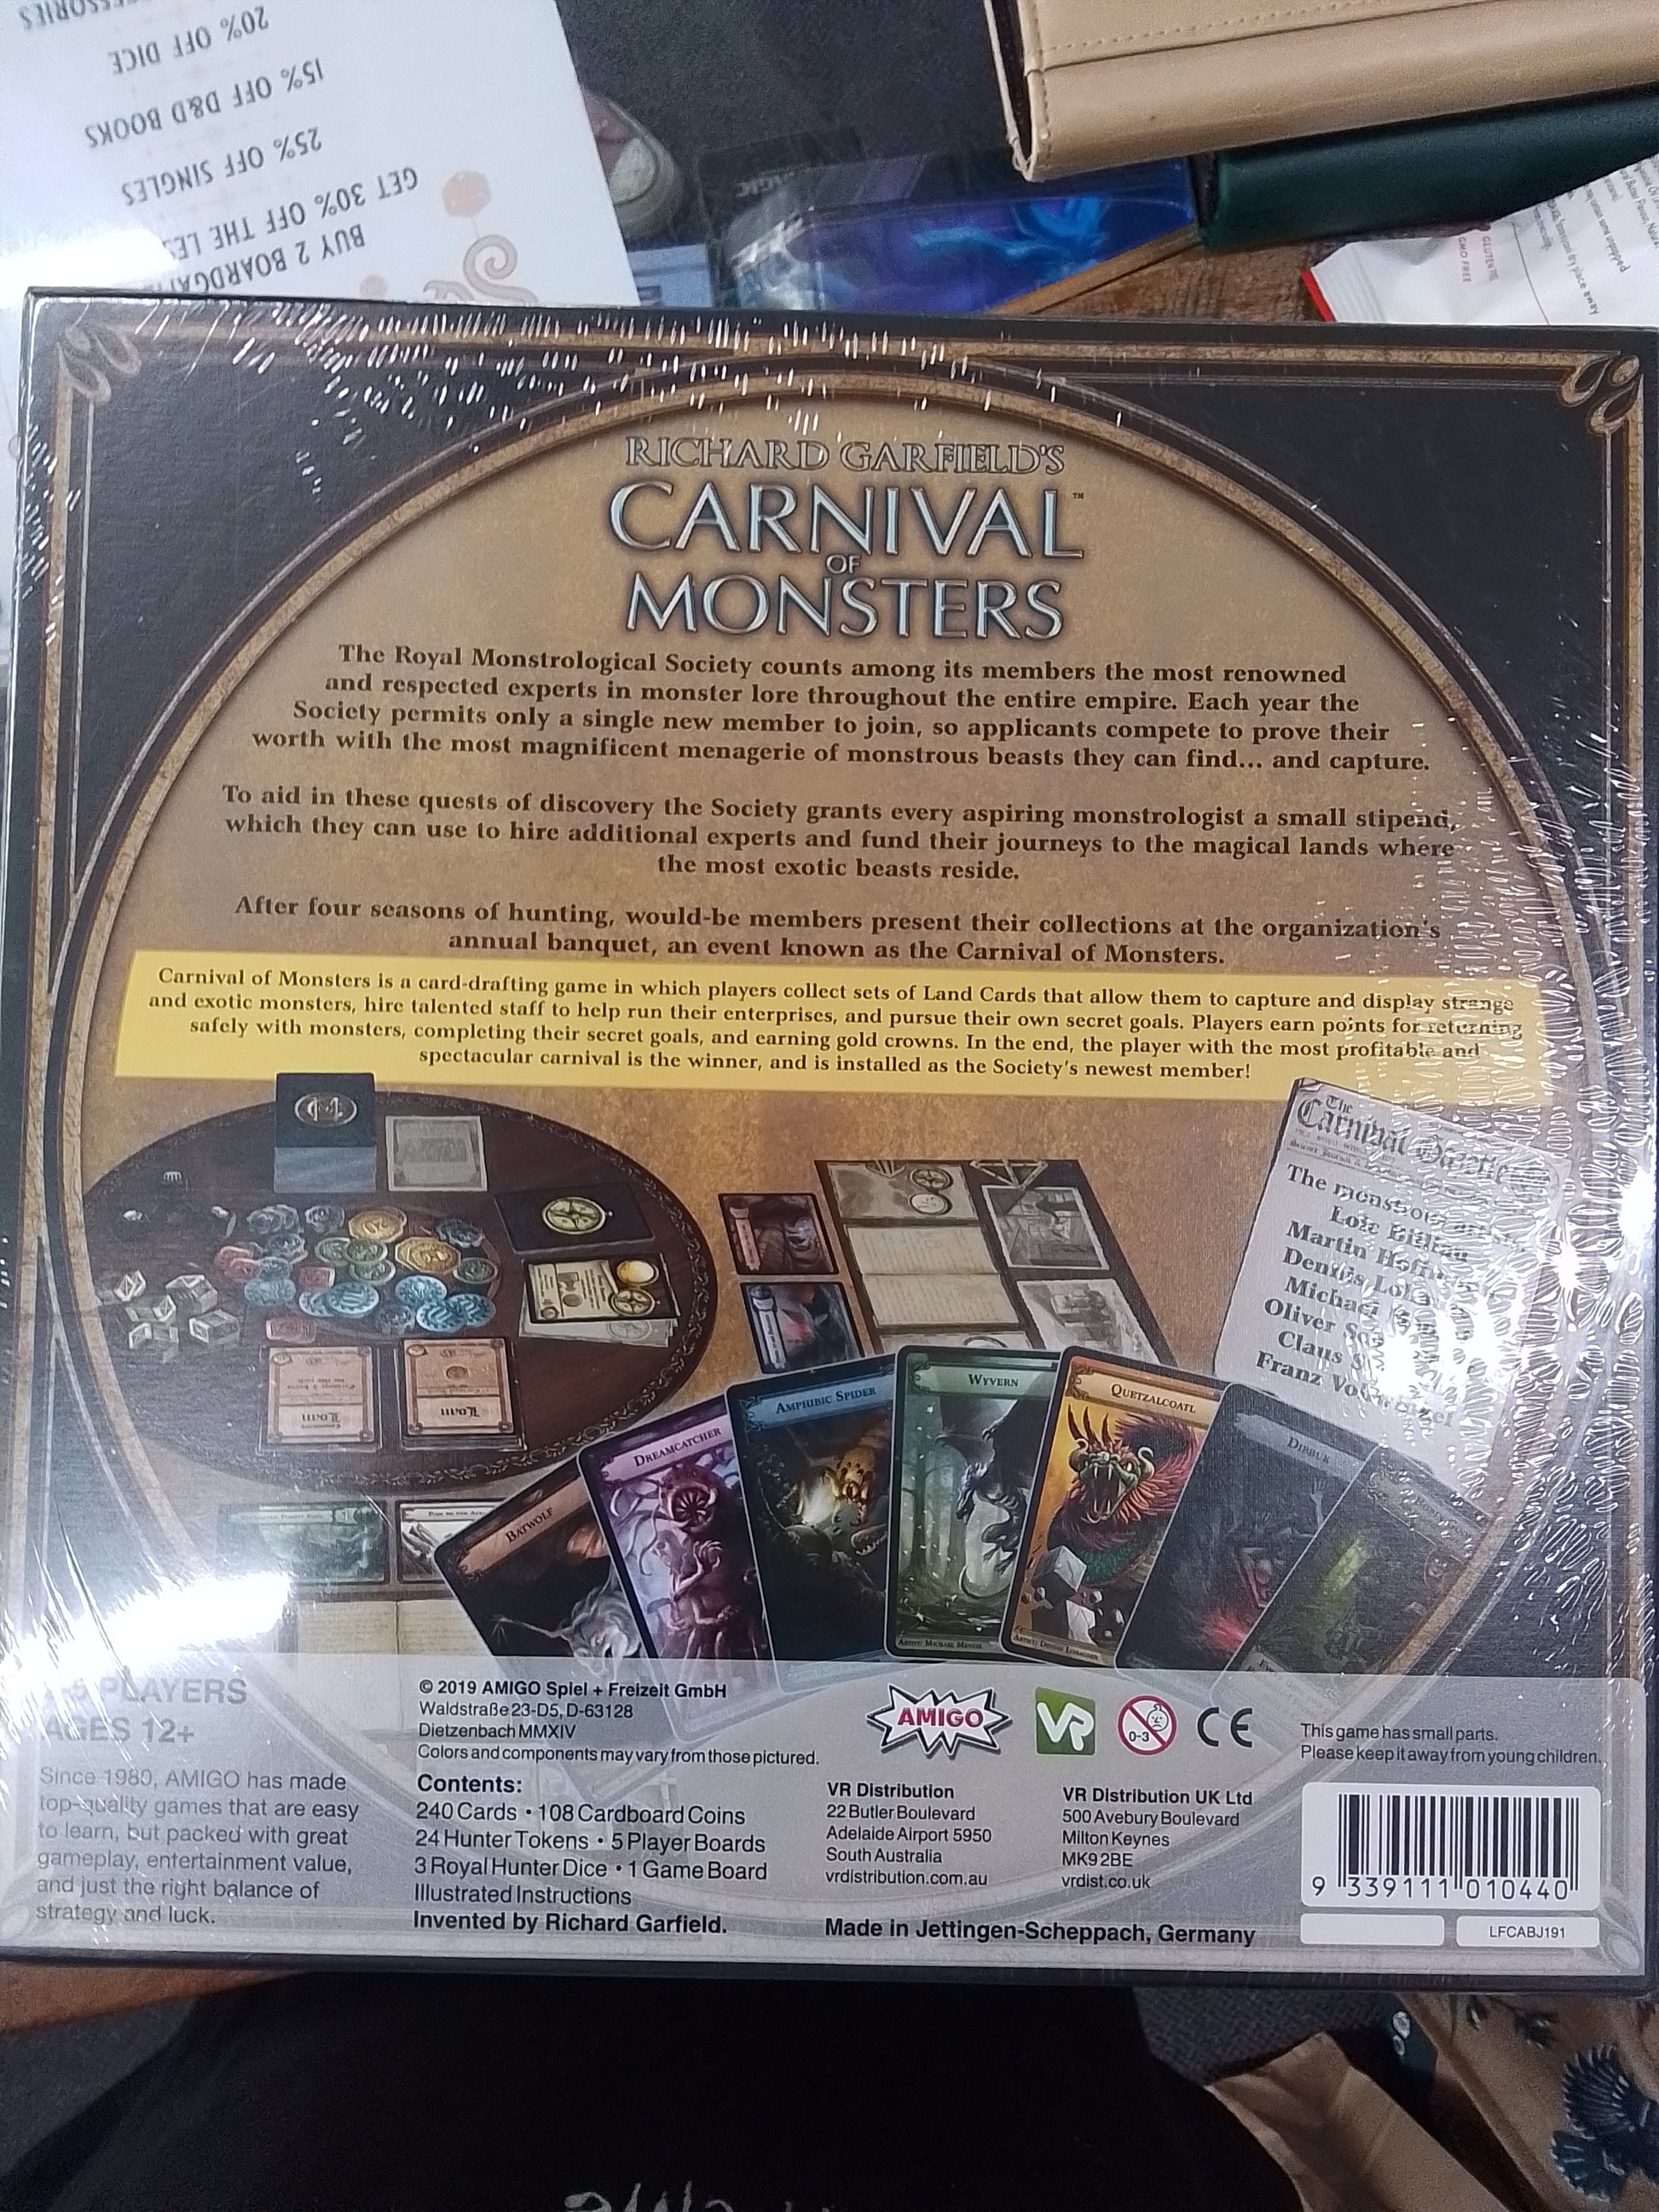 20% OFF DICE
15% OFF D&D BOOKS
25% OFF SINGLES
GET 30% OFF THE
BUY 2
GLUTEN
GMO FREE
RICHARD GARFIELD'S
CARNIVAL™
OF
MONSTERS
The Royal Monstrological Society counts among its members the most renowned
and respected experts in monster lore throughout the entire empire. Each year the
Society permits only a single new member to join, so applicants compete to prove their
worth with the most magnificent menagerie of monstrous beasts they can find... and capture.
To aid in these quests of discovery the Society grants every aspiring monstrologist a small stipend,
which they can use to hire additional experts and fund their journeys to the magical lands where
the most exotic beasts reside.
After four seasons of hunting, would-be members present their collections at the organization's
annual banquet, an event known as the Carnival of Monsters.
Carnival of Monsters is a card-drafting game in which players collect sets of Land Cards that allow them to capture and display strange
and exotic monsters, hire talented staff to help run their enterprises, and pursue their own secret goals. Players earn points for returning
safely with monsters, completing their secret goals, and earning gold crowns. In the end, the player with the most profitable and
spectacular carnival is the winner, and is installed as the Society's newest member!
The
Carnival Gazette
The
Loïc
Martin
Dennis
Michael
Oliver
Claus
Franz
Loan
Loan
BATWOLF
DREAMCATCHER
AMPHIBIC SPIDER
WYVERN
ARTIST: MICHAEL MENZEL
QUETZALCOATL
ARTIST: DENNIS LOHAUSEN
DIBBUK
PLAYERS
AGES 12+
Since 1980, AMIGO has made
top-quality games that are easy
to learn, but packed with great
gameplay, entertainment value,
and just the right balance of
strategy and luck.
© 2019 AMIGO Spiel + Freizeit GmbH
Waldstraße 23-D5, D-63128
Dietzenbach MMXIV
Colors and components may vary from those pictured.
Contents:
240 Cards • 108 Cardboard Coins
24 Hunter Tokens • 5 Player Boards
3 Royal Hunter Dice • 1 Game Board
Illustrated Instructions
Invented by Richard Garfield.
AMIGO
VR
0-3
CE
VR Distribution
22 Butler Boulevard
Adelaide Airport 5950
South Australia
vrdistribution.com.au
VR Distribution UK Ltd
500 Avebury Boulevard
Milton Keynes
MK9 2BE
vrdist.co.uk
Made in Jettingen-Scheppach, Germany
This game has small parts.
Please keep it away from young children.
9 339111 010440
LFCABJ191